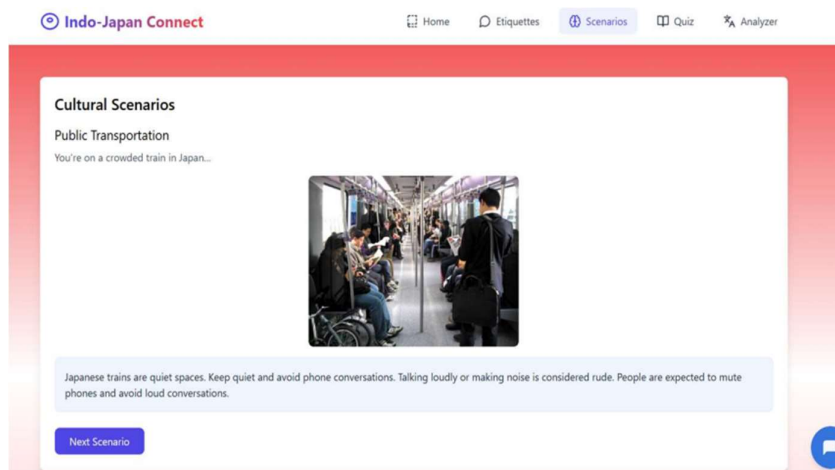 Indo-Japan Connect
Home
Etiquettes
Scenarios
Quiz
Analyzer
Cultural Scenarios
Public Transportation
You're on a crowded train in Japan...
Japanese trains are quiet spaces. Keep quiet and avoid phone conversations. Talking loudly or making noise is considered rude. People are expected to mute
phones and avoid loud conversations.
Next Scenario